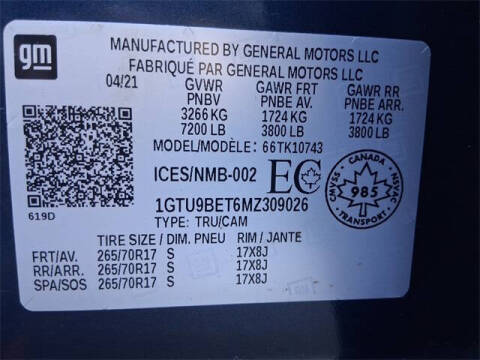 gm
MANUFACTURED BY GENERAL MOTORS LLC
FABRIQUÉ PAR GENERAL MOTORS LLC
04/21 GVWR GAWR FRT GAWR RR
PNBV PNBE AV. PNBE ARR.
3266 KG 1724 KG 1724 KG
7200 LB 3800 LB 3800 LB
MODEL/MODÈLE: 66TK10743
ICES/NMB-002 EC
CANADA
CMVSS NVSAC
985
TRANSPORT
619D
1GTU9BET6MZ309026
TYPE: TRU/CAM
TIRE SIZE / DIM. PNEU RIM / JANTE
FRT/AV. 265/70R17 S 17X8J
RR/ARR. 265/70R17 S 17X8J
SPA/SOS 265/70R17 S 17X8J